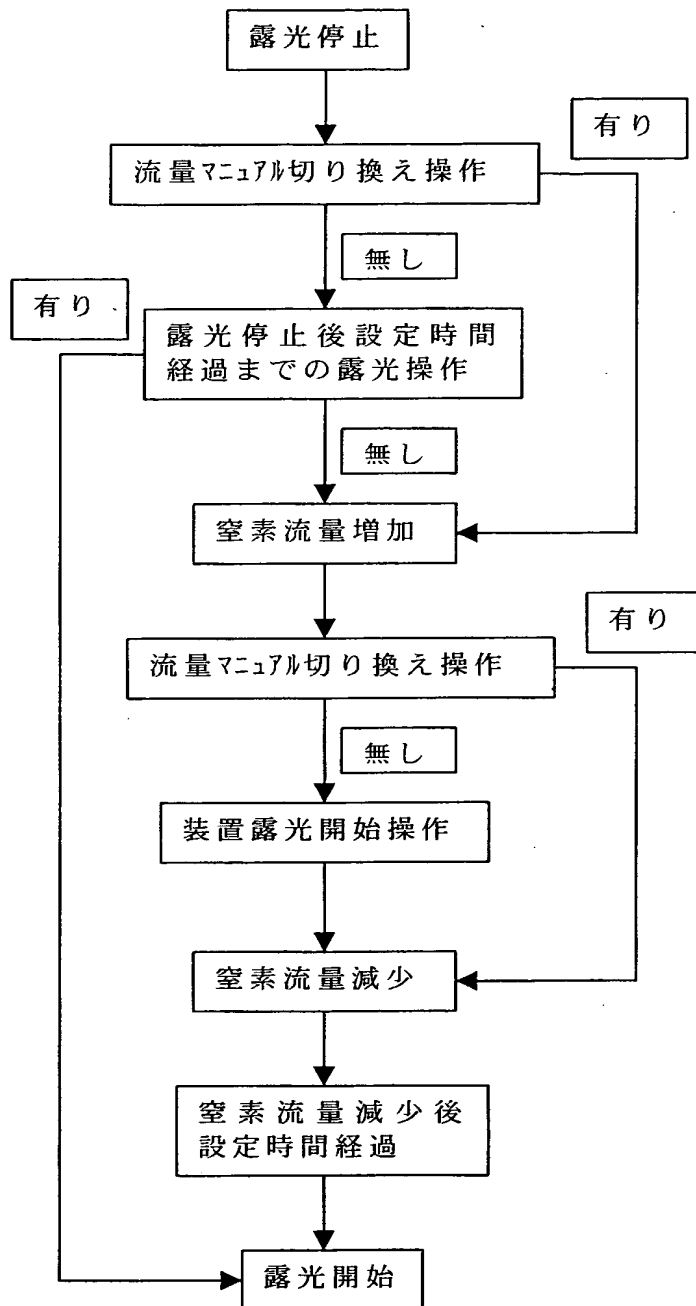 露光停止
有り
流量マニュアル切り換え操作
無し
有り
露光停止後設定時間
経過までの露光操作
無し
窒素流量増加
有り
流量マニュアル切り換え操作
無し
装置露光開始操作
窒素流量減少
窒素流量減少後
設定時間経過
露光開始